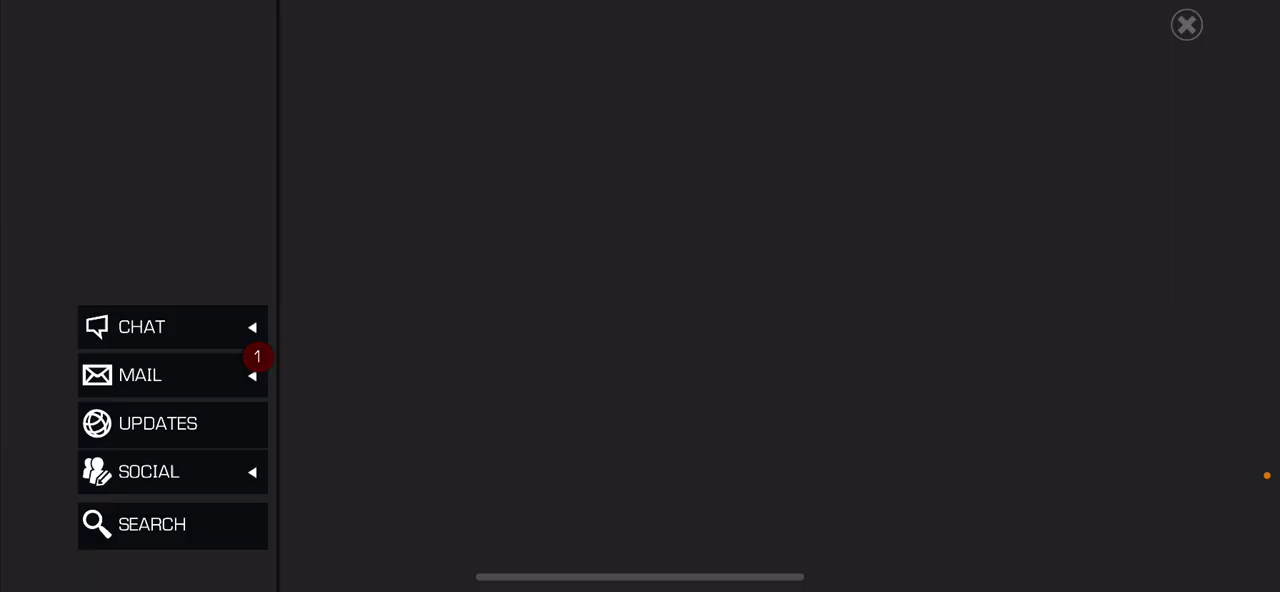 CHAT
1
MAIL
UPDATES
SOCIAL
SEARCH